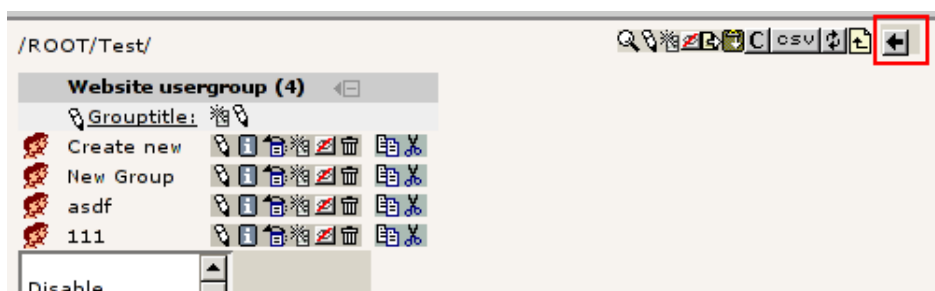 /ROOT/Test/
C csv
Website usergroup (4)
Grouptitle:
Create new
New Group
asdf
111
Disable